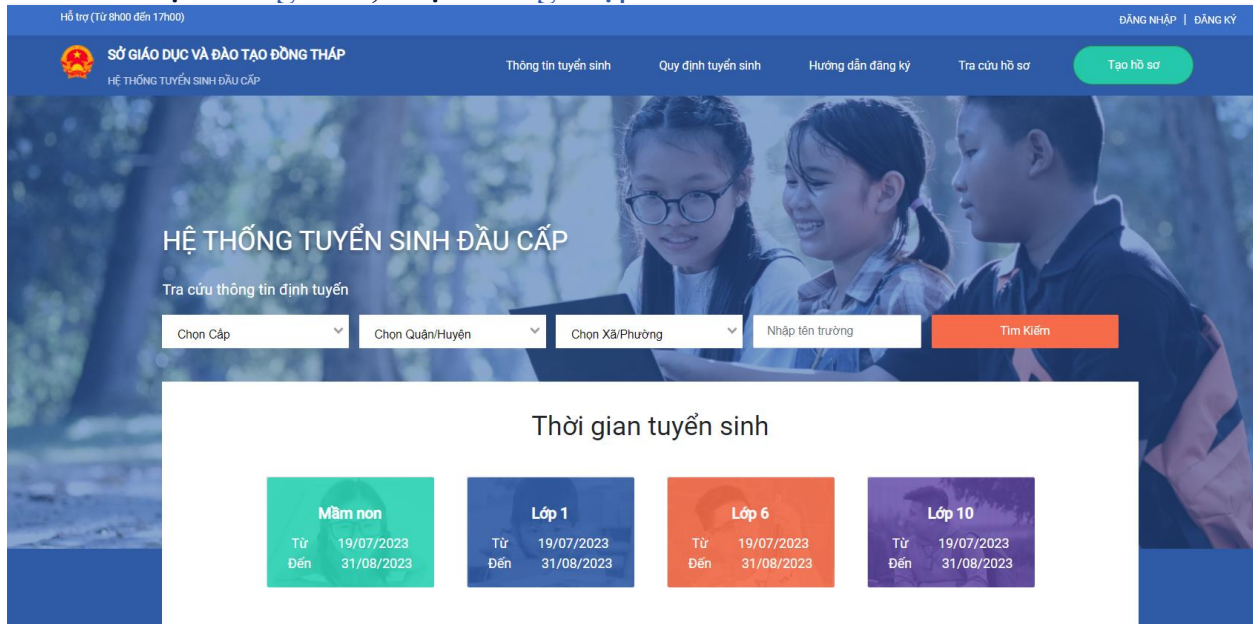 Hỗ trợ (Từ 8h00 đến 17h00)
ĐĂNG NHẬP | ĐĂNG KÝ
SỞ GIÁO DỤC VÀ ĐÀO TẠO ĐỒNG THÁP
HỆ THỐNG TUYỂN SINH ĐẦU CẤP
Thông tin tuyển sinh Quy định tuyển sinh Hướng dẫn đăng ký Tra cứu hồ sơ Tạo hồ sơ
HỆ THỐNG TUYỂN SINH ĐẦU CẤP
Tra cứu thông tin định tuyến
Chọn Cấp Chọn Quận/Huyện Chọn Xã/Phường Nhập tên trường Tìm Kiếm
Thời gian tuyển sinh
Mầm non
Từ 19/07/2023
Đến 31/08/2023
Lớp 1
Từ 19/07/2023
Đến 31/08/2023
Lớp 6
Từ 19/07/2023
Đến 31/08/2023
Lớp 10
Từ 19/07/2023
Đến 31/08/2023